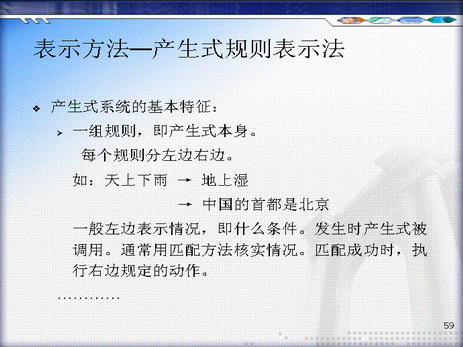 表示方法—产生式规则表示法
❖ 产生式系统的基本特征：
➢ 一组规则，即产生式本身。
每个规则分左边右边。
如：天上下雨 → 地上湿
→ 中国的首都是北京
一般左边表示情况，即什么条件。发生时产生式被
调用。通常用匹配方法核实情况。匹配成功时，执
行右边规定的动作。
…………
59